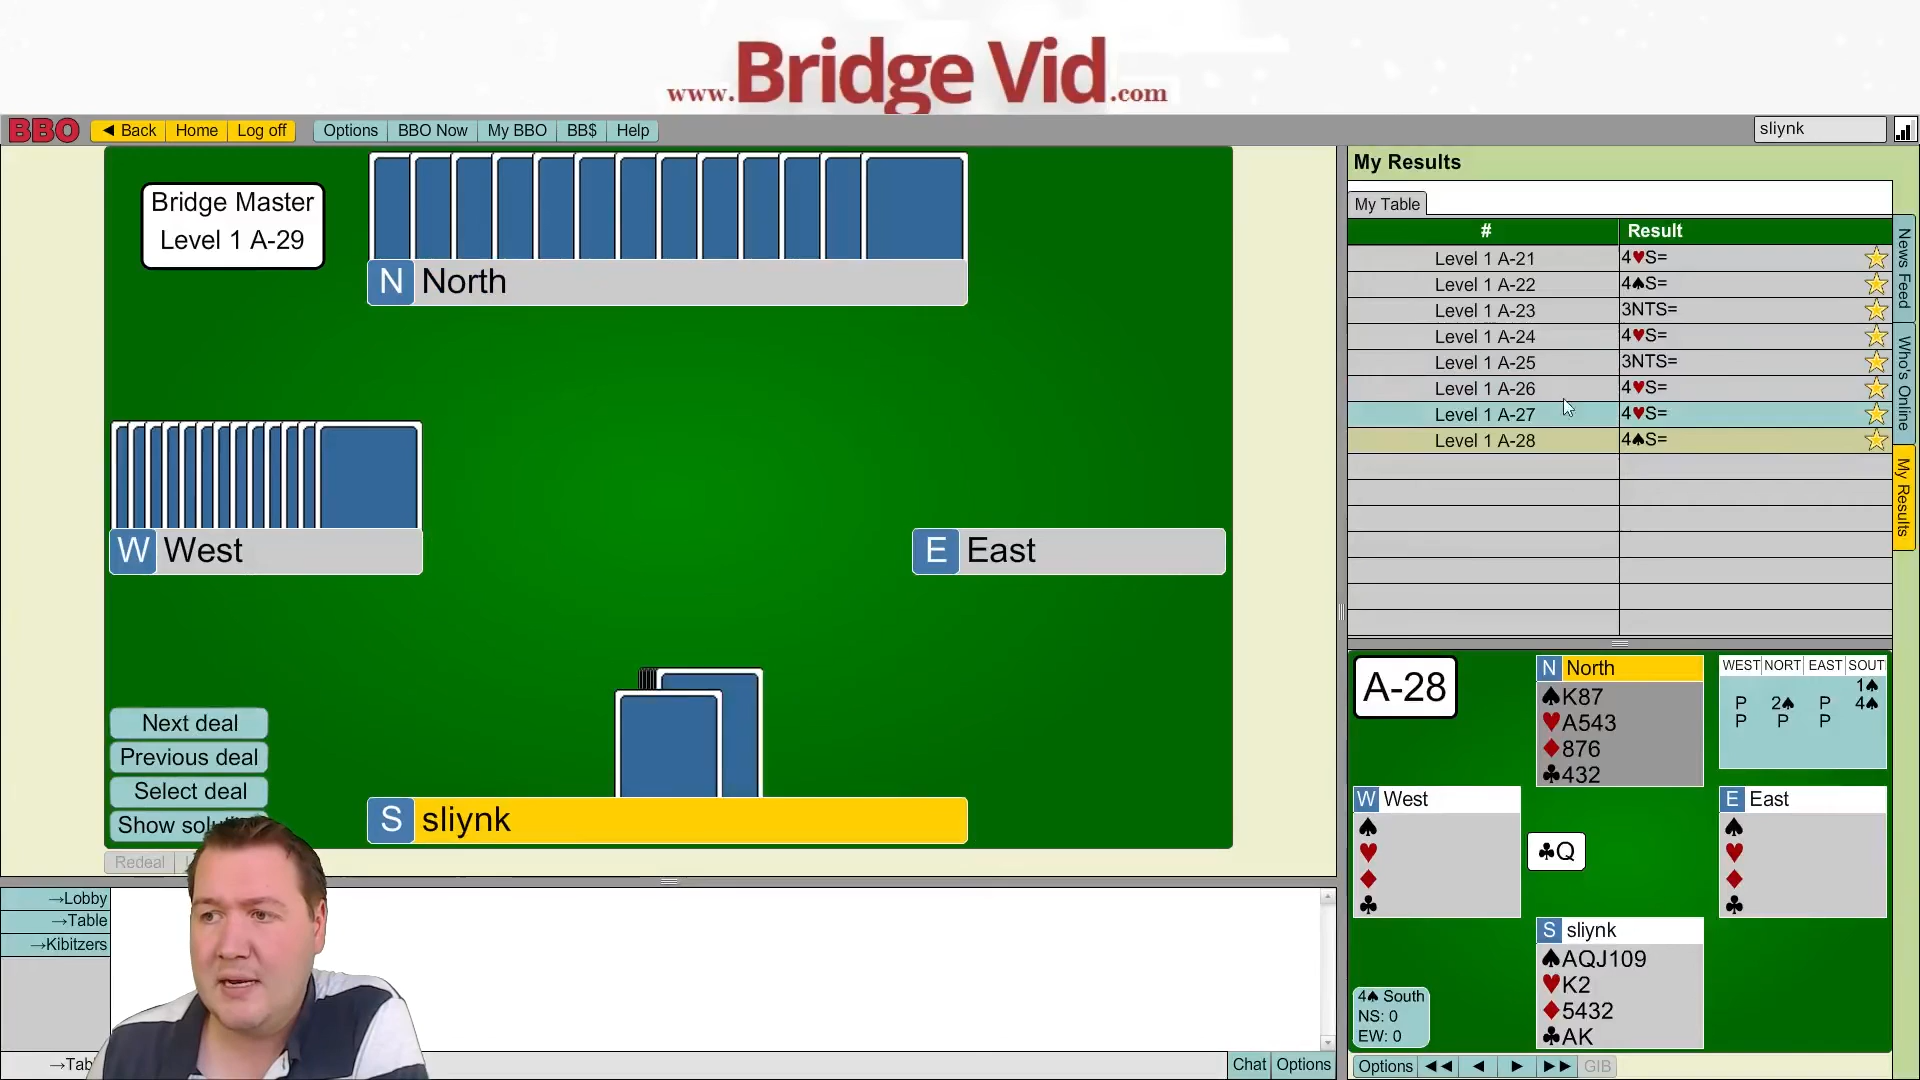 www.Bridge Vid.com
BBO
◄ Back Home Log off Options BBO Now My BBO BB$ Help
sliynk
Bridge Master
Level 1 A-29
N North
W West
E East
S sliynk
Next deal
Previous deal
Select deal
Show
Redeal
→Lobby
→Table
→Kibitzers
Chat Options
My Results
My Table
# Result
Level 1 A-21 4♥S=
Level 1 A-22 4♠S=
Level 1 A-23 3NTS=
Level 1 A-24 4♥S=
Level 1 A-25 3NTS=
Level 1 A-26 4♥S=
Level 1 A-27 4♥S=
Level 1 A-28 4♠S=
News Feed
Who's Online
My Results
A-28
N North
♠K87
♥A543
♦876
♣432
WEST NORT EAST SOUT
1♠
P 2♠ P 4♠
P P P
W West
♠
♥
♦
♣
♣Q
E East
♠
♥
♦
♣
S sliynk
♠AQJ109
♥K2
♦5432
♣AK
4♠ South
NS: 0
EW: 0
Options ◄◄ ◄ ► ►► GIB